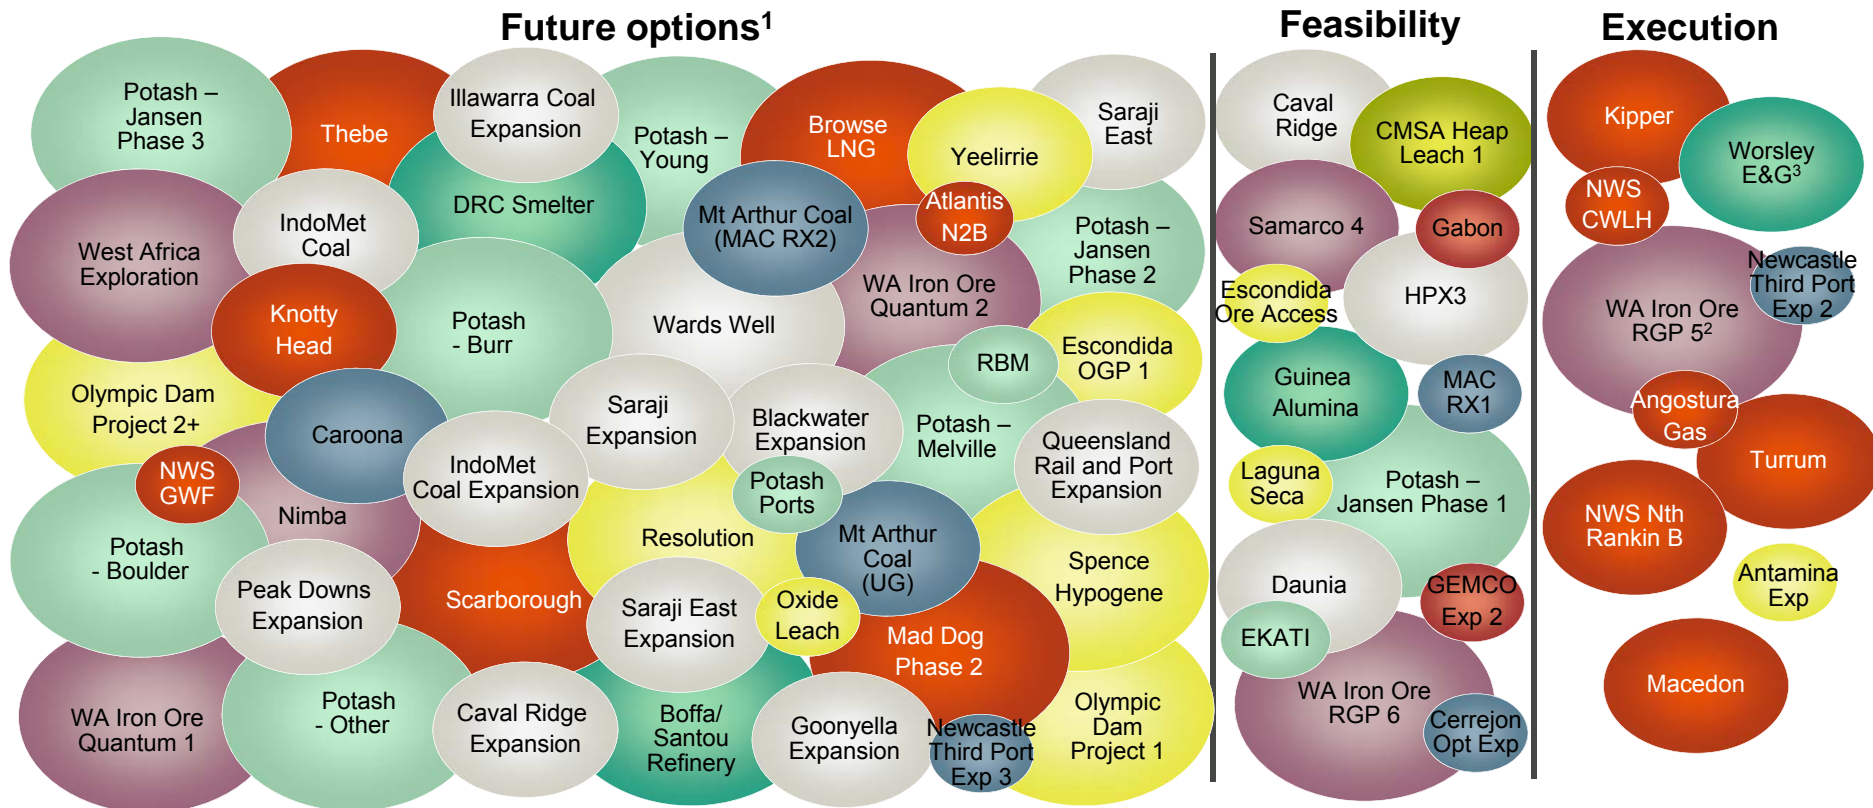 Future options¹
Feasibility
Execution
Potash –
Jansen
Phase 3
Thebe
Illawarra Coal
Expansion
Potash –
Young
Browse
LNG
Yeelirrie
Saraji
East
West Africa
Exploration
IndoMet
Coal
DRC Smelter
Mt Arthur Coal
(MAC RX2)
Atlantis
N2B
Potash –
Jansen
Phase 2
Knotty
Head
Potash
- Burr
Wards Well
WA Iron Ore
Quantum 2
RBM
Escondida
OGP 1
Olympic Dam
Project 2+
Caroona
Saraji
Expansion
Blackwater
Expansion
Potash –
Melville
Queensland
Rail and Port
Expansion
NWS
GWF
Nimba
IndoMet
Coal Expansion
Potash
Ports
Resolution
Mt Arthur
Coal
(UG)
Spence
Hypogene
Potash
- Boulder
Peak Downs
Expansion
Scarborough
Saraji East
Expansion
Oxide
Leach
Mad Dog
Phase 2
WA Iron Ore
Quantum 1
Potash
- Other
Caval Ridge
Expansion
Boffa/
Santou
Refinery
Goonyella
Expansion
Newcastle
Third Port
Exp 3
Olympic
Dam
Project 1
Caval
Ridge
CMSA Heap
Leach 1
Samarco 4
Gabon
Escondida
Ore Access
HPX3
Guinea
Alumina
MAC
RX1
Laguna
Seca
Potash –
Jansen Phase 1
Daunia
GEMCO
Exp 2
EKATI
WA Iron Ore
RGP 6
Cerrejon
Opt Exp
Kipper
Worsley
E&G³
NWS
CWLH
WA Iron Ore
RGP 5²
Newcastle
Third Port
Exp 2
Angostura
Gas
Turrum
NWS Nth
Rankin B
Antamina
Exp
Macedon